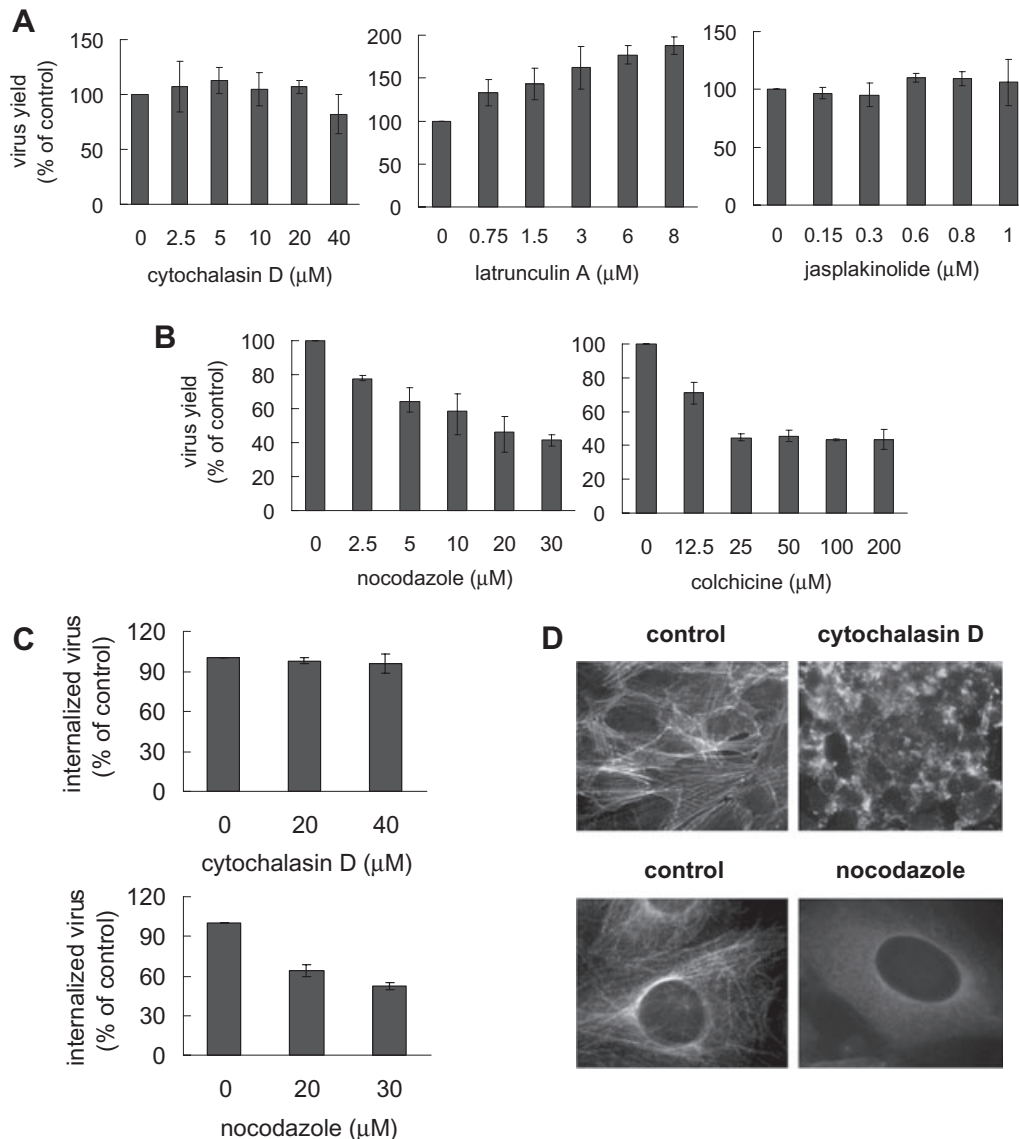 A
virus yield
(% of control)
150
100
50
0
0 2.5 5 10 20 40
cytochalasin D (μM)
200
150
100
50
0
0 0.75 1.5 3 6 8
latrunculin A (μM)
150
100
50
0
0 0.15 0.3 0.6 0.8 1
jasplakinolide (μM)
B
virus yield
(% of control)
100
80
60
40
20
0
0 2.5 5 10 20 30
nocodazole (μM)
100
80
60
40
20
0
0 12.5 25 50 100 200
colchicine (μM)
C
internalized virus
(% of control)
120
90
60
90
30
0
0 20 40
cytochalasin D (μM)
internalized virus
(% of control)
120
90
60
30
0
0 20 30
nocodazole (μM)
D
control
cytochalasin D
control
nocodazole